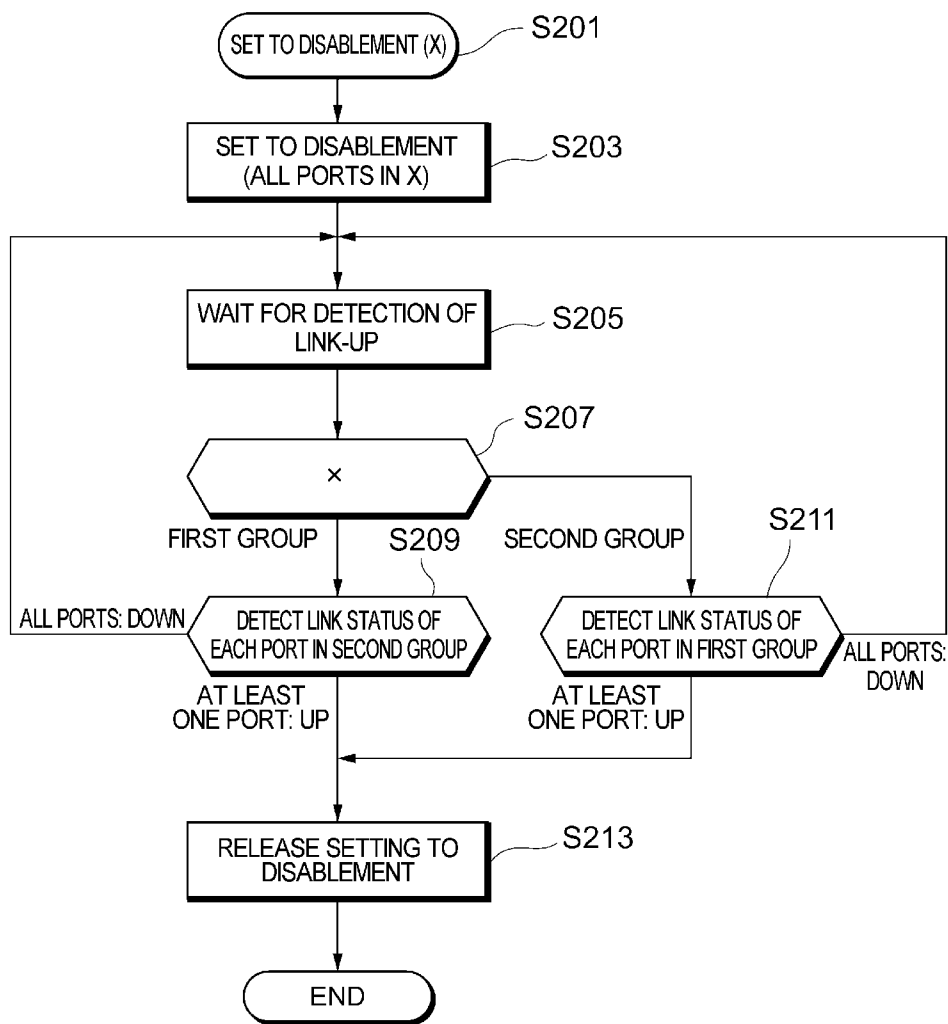 SET TO DISABLEMENT (X)
S201
SET TO DISABLEMENT
(ALL PORTS IN X)
S203
WAIT FOR DETECTION OF
LINK-UP
S205
×
S207
FIRST GROUP
SECOND GROUP
S209
S211
ALL PORTS: DOWN
DETECT LINK STATUS OF
EACH PORT IN SECOND GROUP
DETECT LINK STATUS OF
EACH PORT IN FIRST GROUP
ALL PORTS:
DOWN
AT LEAST
ONE PORT: UP
AT LEAST
ONE PORT: UP
RELEASE SETTING TO
DISABLEMENT
S213
END